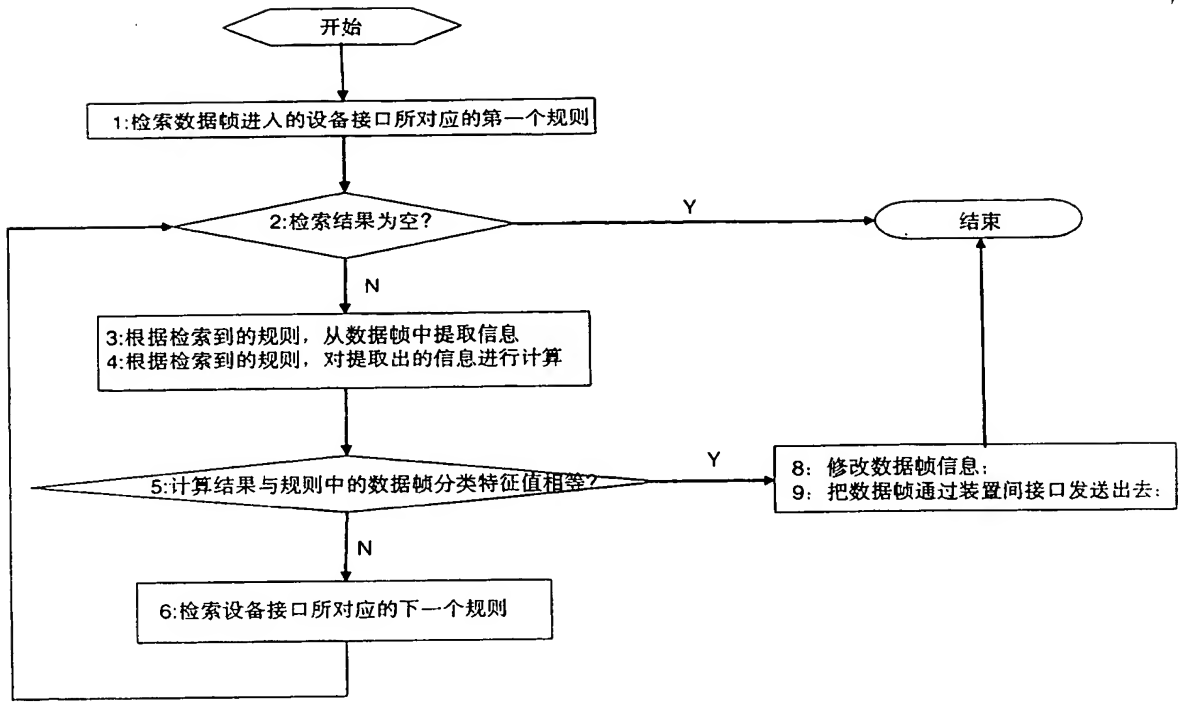 开始
1:检索数据帧进入的设备接口所对应的第一个规则
2:检索结果为空?
Y
结束
N
3:根据检索到的规则，从数据帧中提取信息
4:根据检索到的规则，对提取出的信息进行计算
5:计算结果与规则中的数据帧分类特征值相等?
Y
8：修改数据帧信息；
9：把数据帧通过装置间接口发送出去；
N
6:检索设备接口所对应的下一个规则